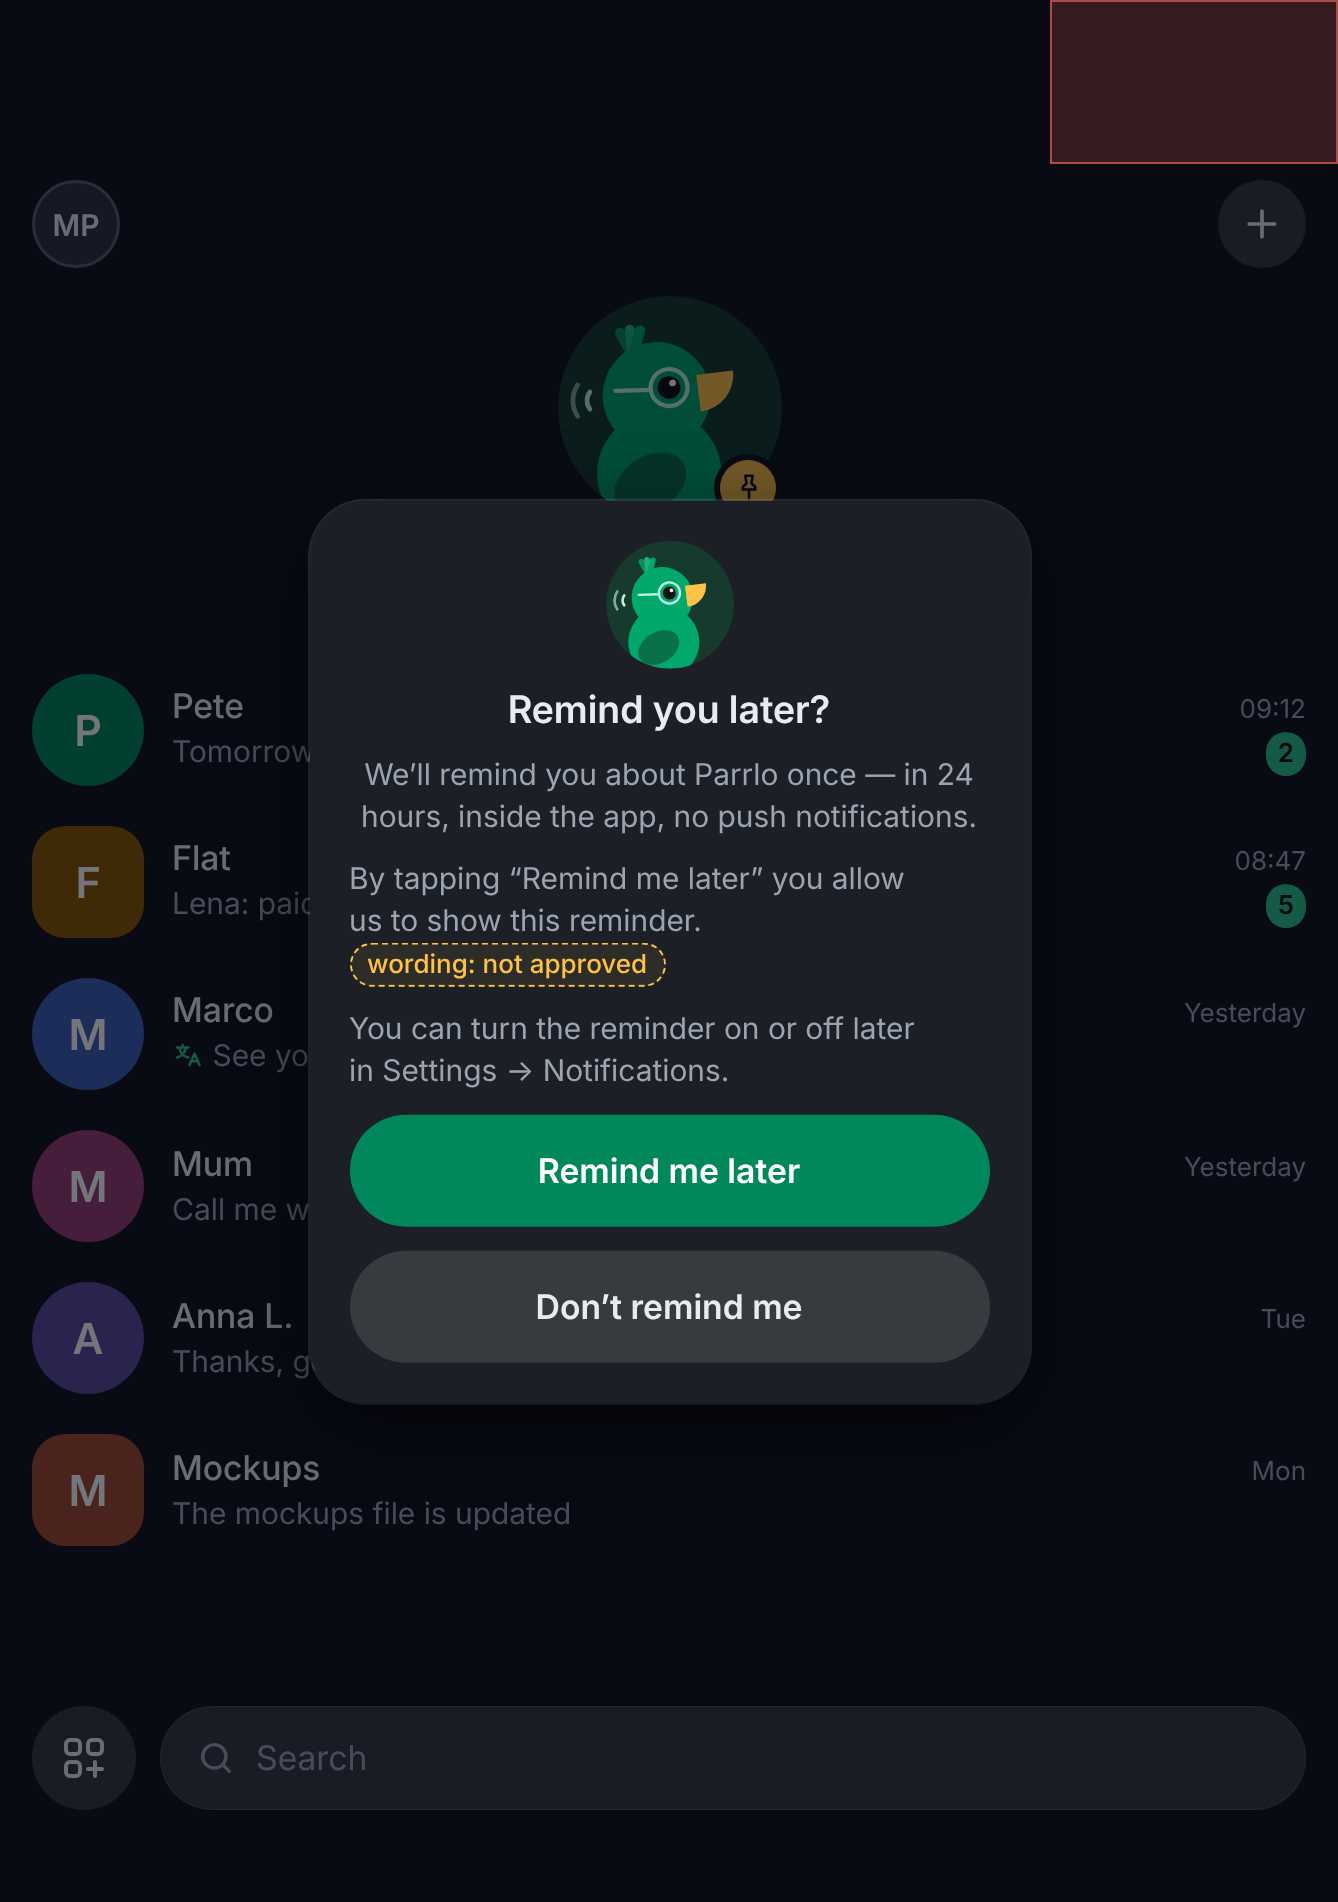 MP
Remind you later?
We’ll remind you about Parrlo once — in 24
hours, inside the app, no push notifications.
By tapping “Remind me later” you allow
us to show this reminder.
wording: not approved
You can turn the reminder on or off later
in Settings → Notifications.
Remind me later
Don’t remind me
P
Pete
09:12
Tomorrow
2
F
Flat
08:47
Lena:
5
M
Marco
Yesterday
See
M
Mum
Yesterday
Call me
A
Anna L.
Tue
Thanks,
M
Mockups
Mon
The mockups file is updated
Search